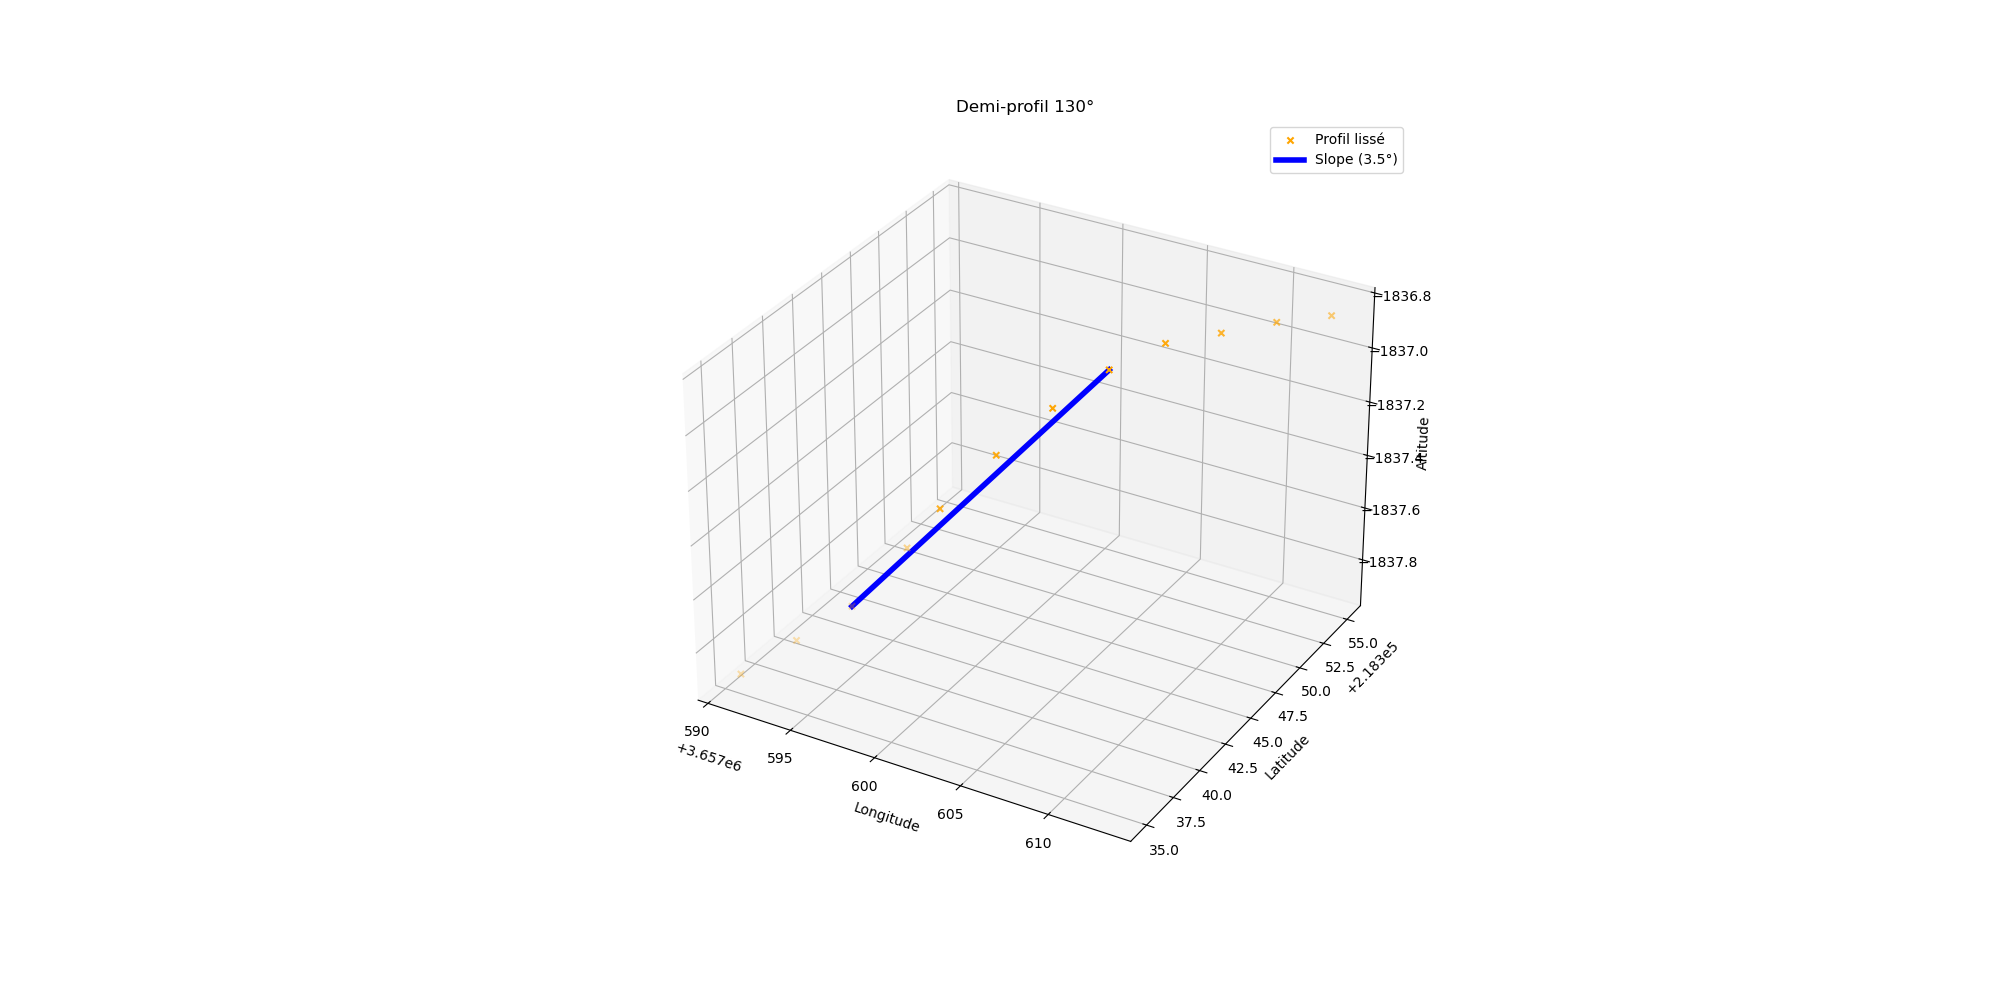 Demi-profil 130°
Profil lissé
Slope (3.5°)
−1836.8
−1837.0
−1837.2
−1837.4
−1837.6
−1837.8
Altitude
55.0
52.5
50.0
47.5
45.0
42.5
40.0
37.5
35.0
+2.183e5
Latitude
590
595
600
605
610
+3.657e6
Longitude